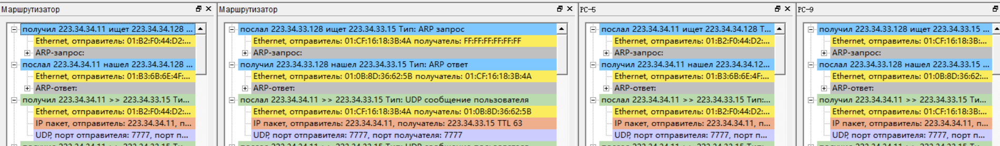 Маршрутизатор
получил 223.34.34.11 ищет 223.34.34.128 ...
Ethernet, отправитель: 01:B2:F0:44:D2:...
ARP-запрос:
послал 223.34.34.11 нашел 223.34.34.128 ...
Ethernet, отправитель: 01:B3:6B:6E:4F:...
ARP-ответ:
получил 223.34.34.11 >> 223.34.33.15 Ти...
Ethernet, отправитель: 01:B2:F0:44:D2:...
IP пакет, отправитель: 223.34.34.11, п...
UDP, порт отправителя: 7777, порт п...
Маршрутизатор
послал 223.34.33.128 ищет 223.34.33.15 Тип: ARP запрос
Ethernet, отправитель: 01:CF:16:18:3B:4A получатель: FF:FF:FF:FF:FF:FF
ARP-запрос:
получил 223.34.33.128 нашел 223.34.33.15 Тип: ARP ответ
Ethernet, отправитель: 01:0B:8D:36:62:5B получатель: 01:CF:16:18:3B:4A
ARP-ответ:
послал 223.34.34.11 >> 223.34.33.15 Тип: UDP сообщение пользователя
Ethernet, отправитель: 01:CF:16:18:3B:4A получатель: 01:0B:8D:36:62:5B
IP пакет, отправитель: 223.34.34.11, получатель: 223.34.33.15 TTL 63
UDP, порт отправителя: 7777, порт получателя: 7777
PC-5
послал 223.34.34.11 ищет 223.34.34.128 Т...
Ethernet, отправитель: 01:B2:F0:44:D2:...
ARP-запрос:
получил 223.34.34.11 нашел 223.34.34.12...
Ethernet, отправитель: 01:B3:6B:6E:4F:...
ARP-ответ:
послал 223.34.34.11 >> 223.34.33.15 Тип:...
Ethernet, отправитель: 01:B2:F0:44:D2:...
IP пакет, отправитель: 223.34.34.11, п...
UDP, порт отправителя: 7777, порт п...
PC-9
получил 223.34.33.128 ищет 223.34.33.15 ...
Ethernet, отправитель: 01:CF:16:18:3B:...
ARP-запрос:
послал 223.34.33.128 нашел 223.34.33.15 ...
Ethernet, отправитель: 01:0B:8D:36:62:...
ARP-ответ:
получил 223.34.34.11 >> 223.34.33.15 Ти...
Ethernet, отправитель: 01:CF:16:18:3B:...
IP пакет, отправитель: 223.34.34.11, п...
UDP, порт отправителя: 7777, порт п...